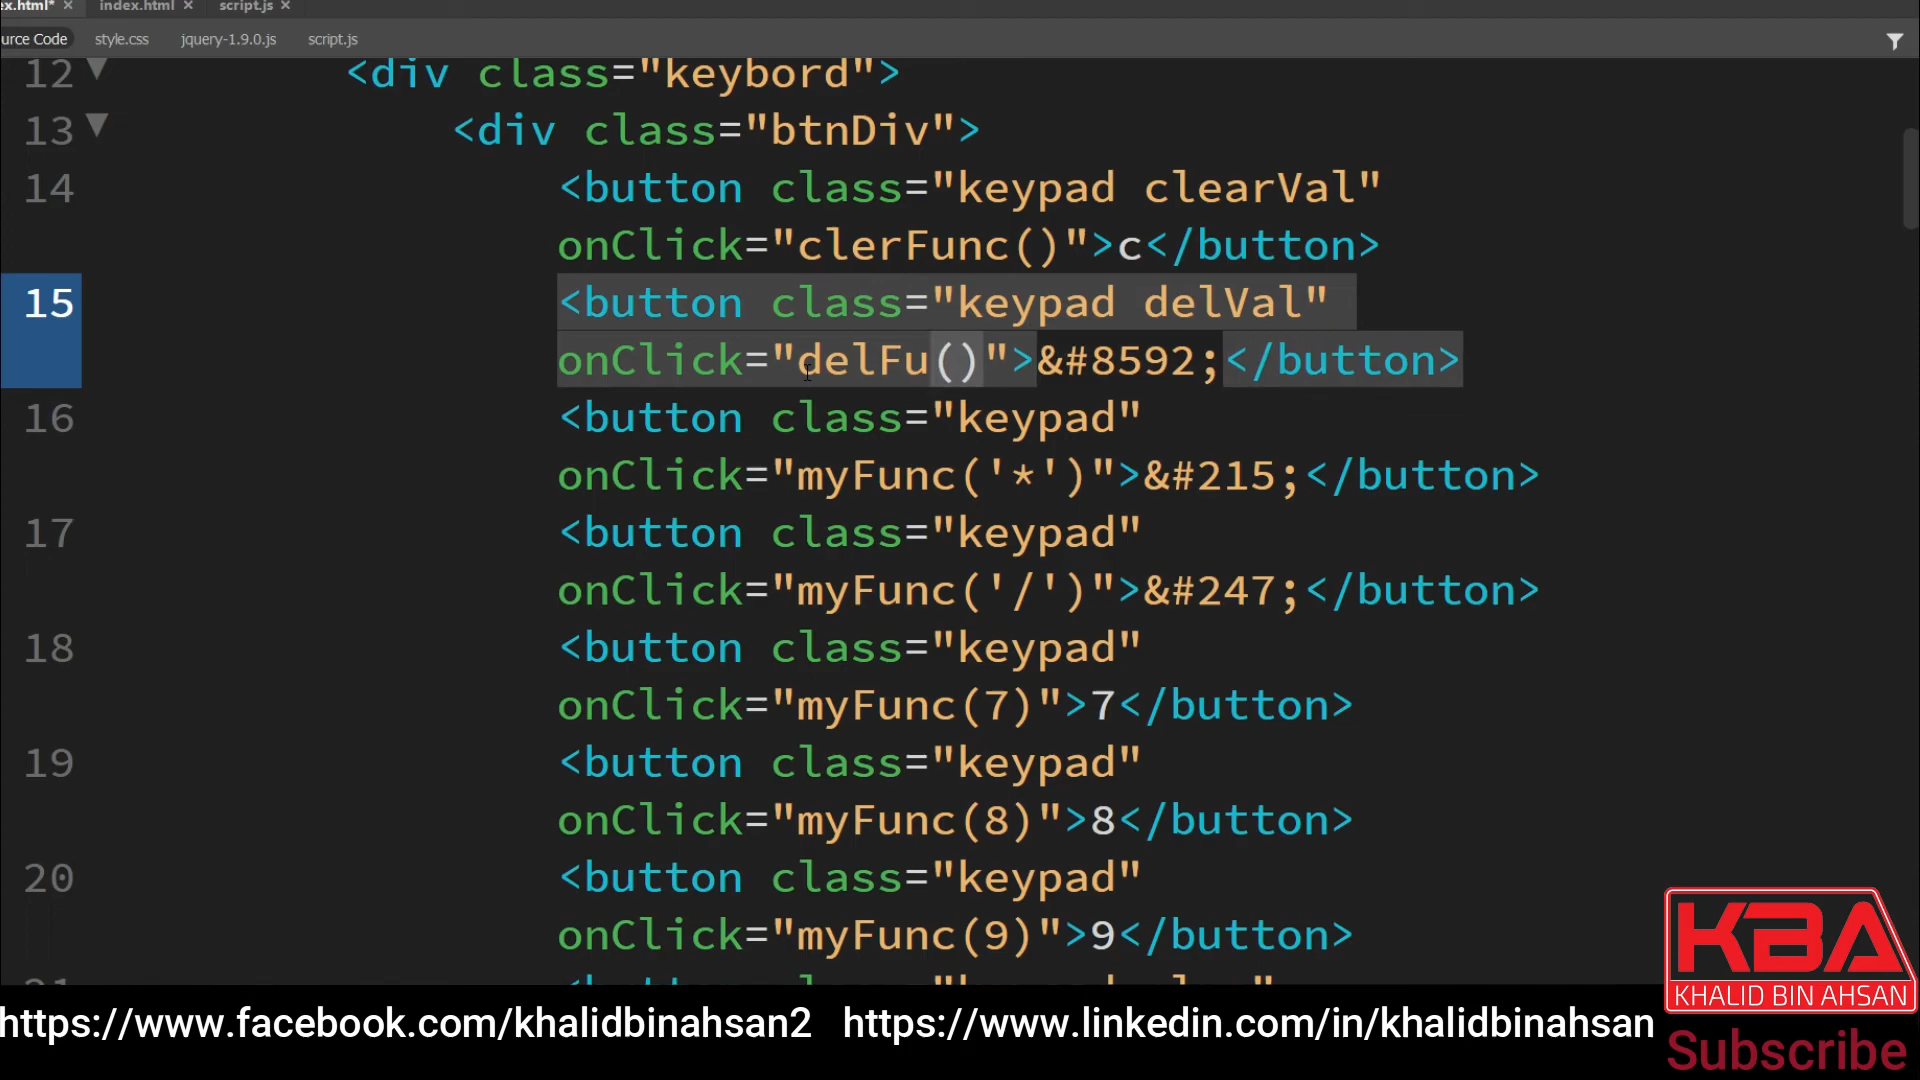 ex.html* × index.html × script.js ×
urce Code style.css jquery-1.9.0.js script.js
12 <div class="keybord">
13 <div class="btnDiv">
14 <button class="keypad clearVal"
onClick="clerFunc()">c</button>
15 <button class="keypad delVal"
onClick="delFu()">&#8592;</button>
16 <button class="keypad"
onClick="myFunc('*')">&#215;</button>
17 <button class="keypad"
onClick="myFunc('/')">&#247;</button>
18 <button class="keypad"
onClick="myFunc(7)">7</button>
19 <button class="keypad"
onClick="myFunc(8)">8</button>
20 <button class="keypad"
onClick="myFunc(9)">9</button>
KBA
KHALID BIN AHSAN
https://www.facebook.com/khalidbinahsan2 https://www.linkedin.com/in/khalidbinahsan
Subscribe